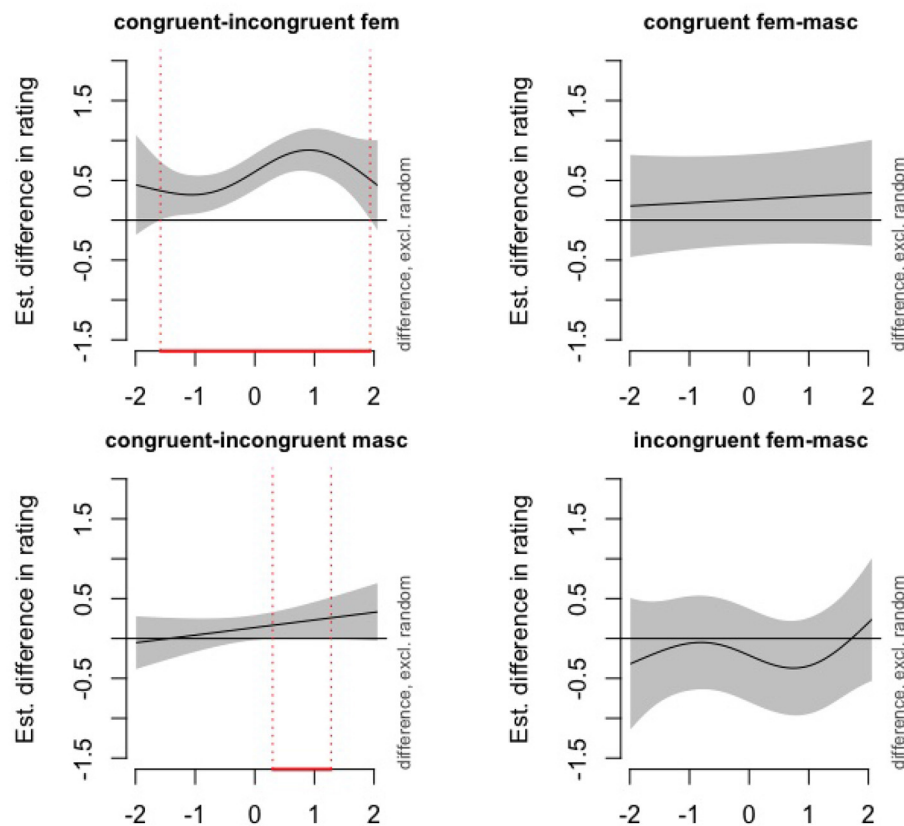 congruent-incongruent fem
Est. difference in rating
1.5
0.5
-0.5
-1.5
difference, excl. random
-2 -1 0 1 2
congruent fem-masc
Est. difference in rating
1.5
0.5
-0.5
-1.5
difference, excl. random
-2 -1 0 1 2
congruent-incongruent masc
Est. difference in rating
1.5
0.5
-0.5
-1.5
difference, excl. random
-2 -1 0 1 2
incongruent fem-masc
Est. difference in rating
1.5
0.5
-0.5
-1.5
difference, excl. random
-2 -1 0 1 2